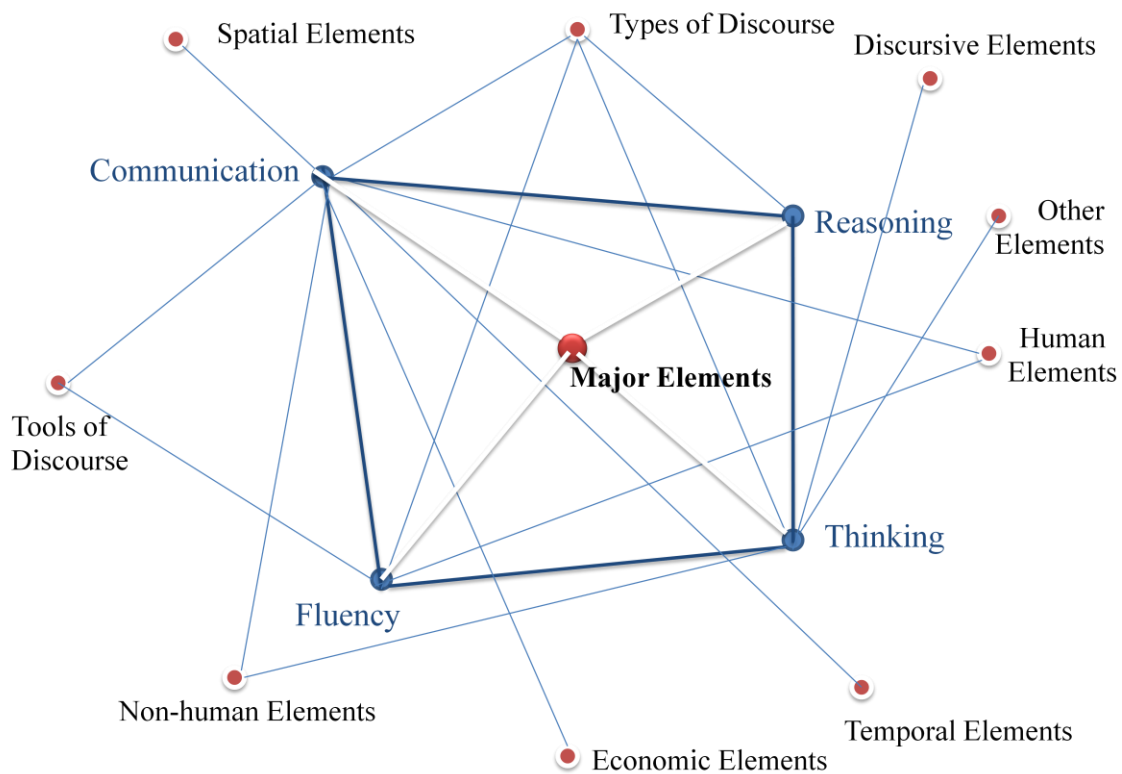 Spatial Elements
Types of Discourse
Discursive Elements
Communication
Reasoning
Other
Elements
Human
Elements
Major Elements
Tools of
Discourse
Thinking
Fluency
Non-human Elements
Temporal Elements
Economic Elements